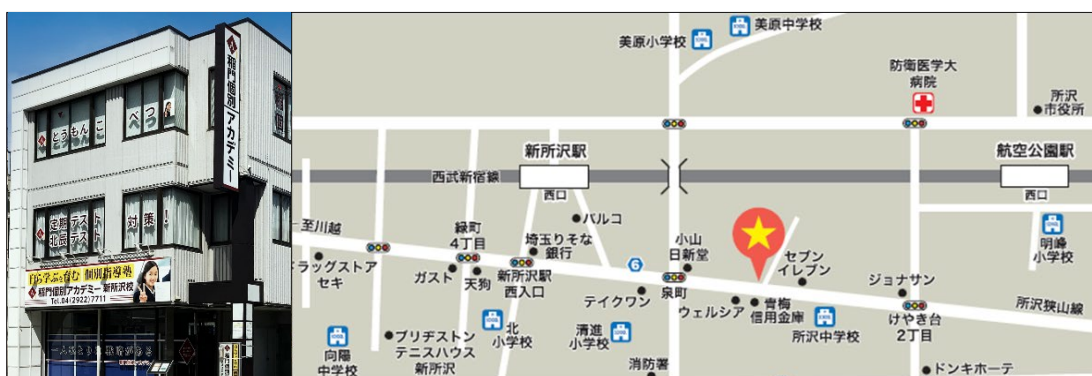 稲門個別アカデミー
とうもんこべつ
定期テスト
北辰テスト
対策!
自ら学ぶを育む 個別指導塾
稲門個別アカデミー 新所沢校
Tel.04(2922)7711
美原小学校
美原中学校
防衛医学大
病院
所沢
市役所
新所沢駅
西口
西武新宿線
航空公園駅
西口
至川越
緑町
4丁目
埼玉りそな
銀行
パルコ
小山
日新堂
セブン
イレブン
明峰
小学校
ドラッグストア
セキ
ガスト
天狗
新所沢駅
西入口
6
テイクワン
泉町
ウェルシア
青梅
信用金庫
所沢中学校
ジョナサン
けやき台
2丁目
所沢狭山線
向陽
中学校
ブリヂストン
テニスハウス
新所沢
北
小学校
清進
小学校
消防署
ドンキホーテ